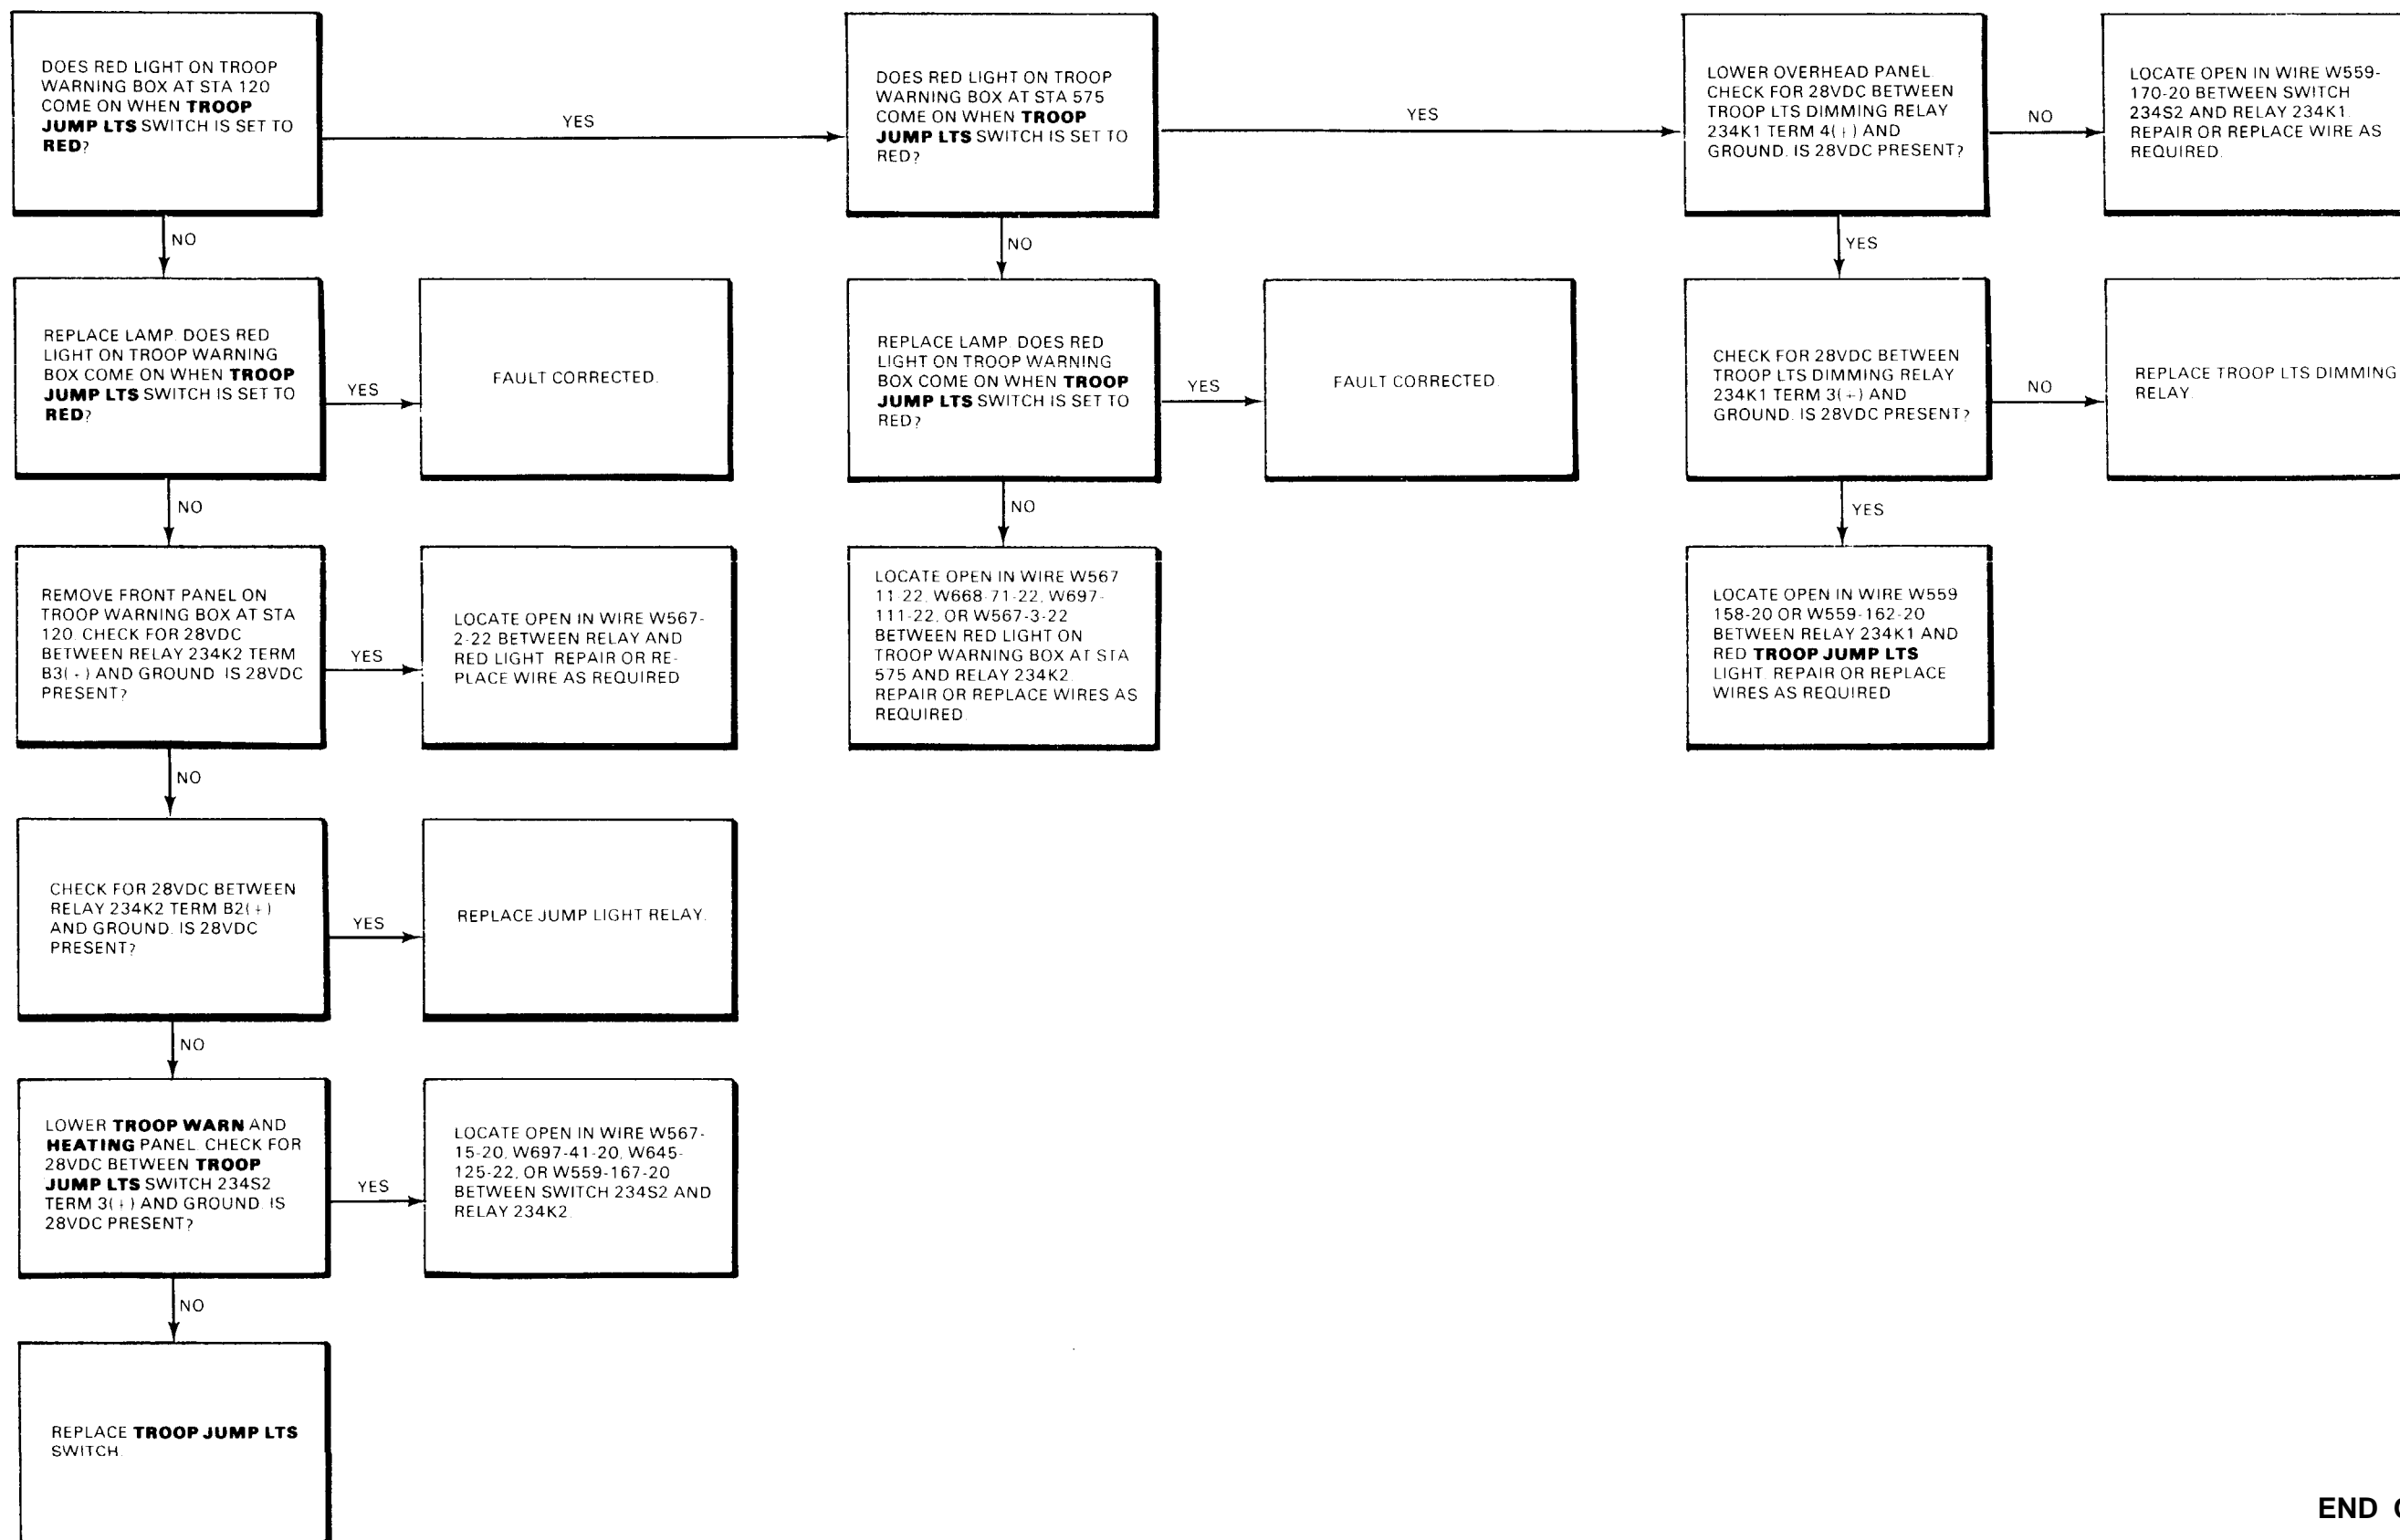 DOES RED LIGHT ON TROOP
WARNING BOX AT STA 120
COME ON WHEN TROOP
JUMP LTS SWITCH IS SET TO
RED?
YES
DOES RED LIGHT ON TROOP
WARNING BOX AT STA 575
COME ON WHEN TROOP
JUMP LTS SWITCH IS SET TO
RED?
YES
LOWER OVERHEAD PANEL.
CHECK FOR 28VDC BETWEEN
TROOP LTS DIMMING RELAY
234K1 TERM 4(+) AND
GROUND. IS 28VDC PRESENT?
NO
LOCATE OPEN IN WIRE W559-
170-20 BETWEEN SWITCH
234S2 AND RELAY 234K1.
REPAIR OR REPLACE WIRE AS
REQUIRED.
NO
NO
YES
REPLACE LAMP. DOES RED
LIGHT ON TROOP WARNING
BOX COME ON WHEN TROOP
JUMP LTS SWITCH IS SET TO
RED?
YES
FAULT CORRECTED.
REPLACE LAMP. DOES RED
LIGHT ON TROOP WARNING
BOX COME ON WHEN TROOP
JUMP LTS SWITCH IS SET TO
RED?
YES
FAULT CORRECTED.
CHECK FOR 28VDC BETWEEN
TROOP LTS DIMMING RELAY
234K1 TERM 3(+) AND
GROUND. IS 28VDC PRESENT?
NO
REPLACE TROOP LTS DIMMING
RELAY.
NO
NO
YES
REMOVE FRONT PANEL ON
TROOP WARNING BOX AT STA
120. CHECK FOR 28VDC
BETWEEN RELAY 234K2 TERM
B3(+) AND GROUND. IS 28VDC
PRESENT?
YES
LOCATE OPEN IN WIRE W567-
2-22 BETWEEN RELAY AND
RED LIGHT. REPAIR OR RE-
PLACE WIRE AS REQUIRED
LOCATE OPEN IN WIRE W567
11-22, W668-71-22, W697-
111-22, OR W567-3-22
BETWEEN RED LIGHT ON
TROOP WARNING BOX AT STA
575 AND RELAY 234K2.
REPAIR OR REPLACE WIRES AS
REQUIRED.
LOCATE OPEN IN WIRE W559
158-20 OR W559-162-20
BETWEEN RELAY 234K1 AND
RED TROOP JUMP LTS
LIGHT. REPAIR OR REPLACE
WIRES AS REQUIRED
NO
CHECK FOR 28VDC BETWEEN
RELAY 234K2 TERM B2(+)
AND GROUND. IS 28VDC
PRESENT?
YES
REPLACE JUMP LIGHT RELAY.
NO
LOWER TROOP WARN AND
HEATING PANEL. CHECK FOR
28VDC BETWEEN TROOP
JUMP LTS SWITCH 234S2
TERM 3(+) AND GROUND. IS
28VDC PRESENT?
YES
LOCATE OPEN IN WIRE W567-
15-20, W697-41-20, W645-
125-22, OR W559-167-20
BETWEEN SWITCH 234S2 AND
RELAY 234K2.
NO
REPLACE TROOP JUMP LTS
SWITCH.
END